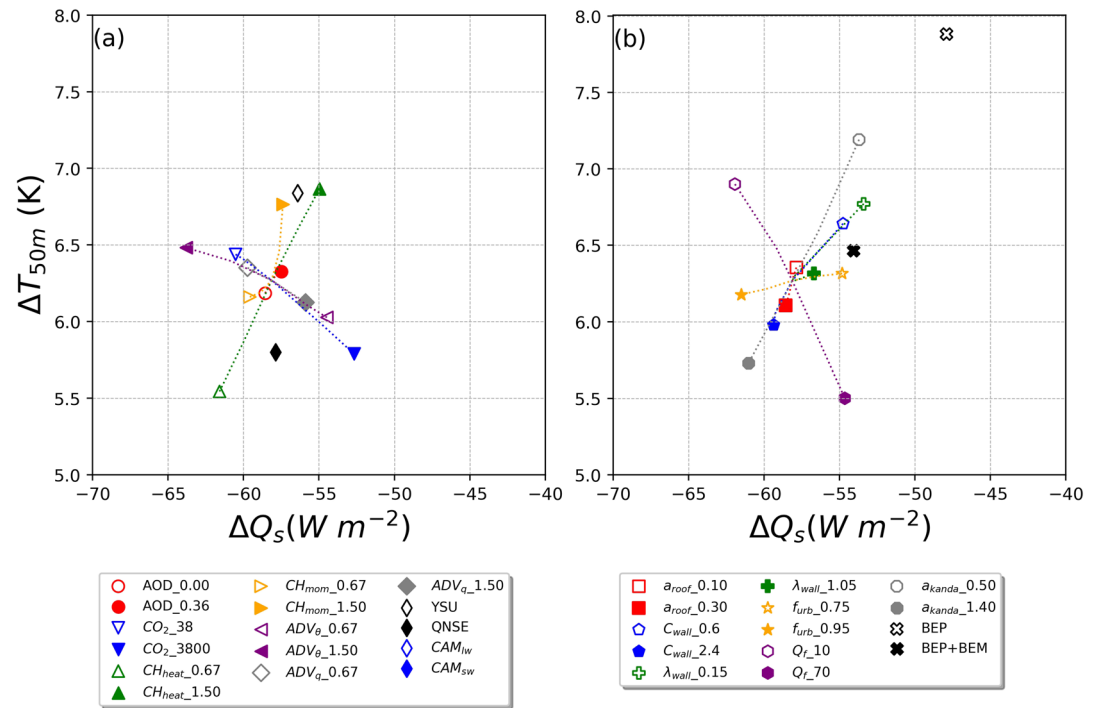 (a)
(b)
8.0
7.5
7.0
6.5
6.0
5.5
5.0
ΔT50m (K)
−70 −65 −60 −55 −50 −45 −40
ΔQs(W m−2)
8.0
7.5
7.0
6.5
6.0
5.5
5.0
−70 −65 −60 −55 −50 −45 −40
ΔQs(W m−2)
AOD_0.00
AOD_0.36
CO2_38
CO2_3800
CHheat_0.67
CHheat_1.50
CHmom_0.67
CHmom_1.50
ADVθ_0.67
ADVθ_1.50
ADVq_0.67
ADVq_1.50
YSU
QNSE
CAMlw
CAMsw
aroof_0.10
aroof_0.30
Cwall_0.6
Cwall_2.4
λwall_0.15
λwall_1.05
furb_0.75
furb_0.95
Qf_10
Qf_70
akanda_0.50
akanda_1.40
BEP
BEP+BEM